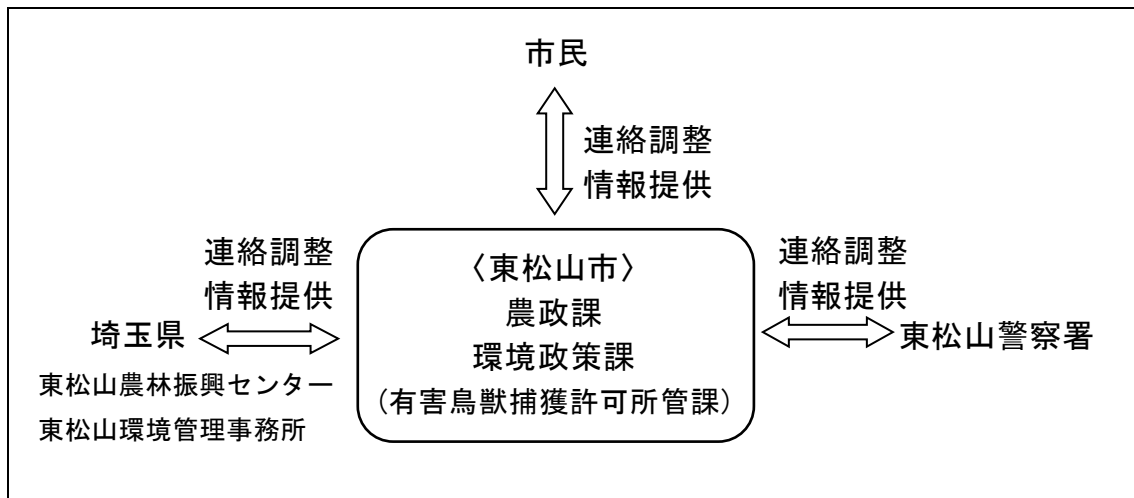 市民
連絡調整
情報提供
連絡調整
情報提供
埼玉県
東松山農林振興センター
東松山環境管理事務所
〈東松山市〉
農政課
環境政策課
（有害鳥獣捕獲許可所管課）
連絡調整
情報提供
東松山警察署